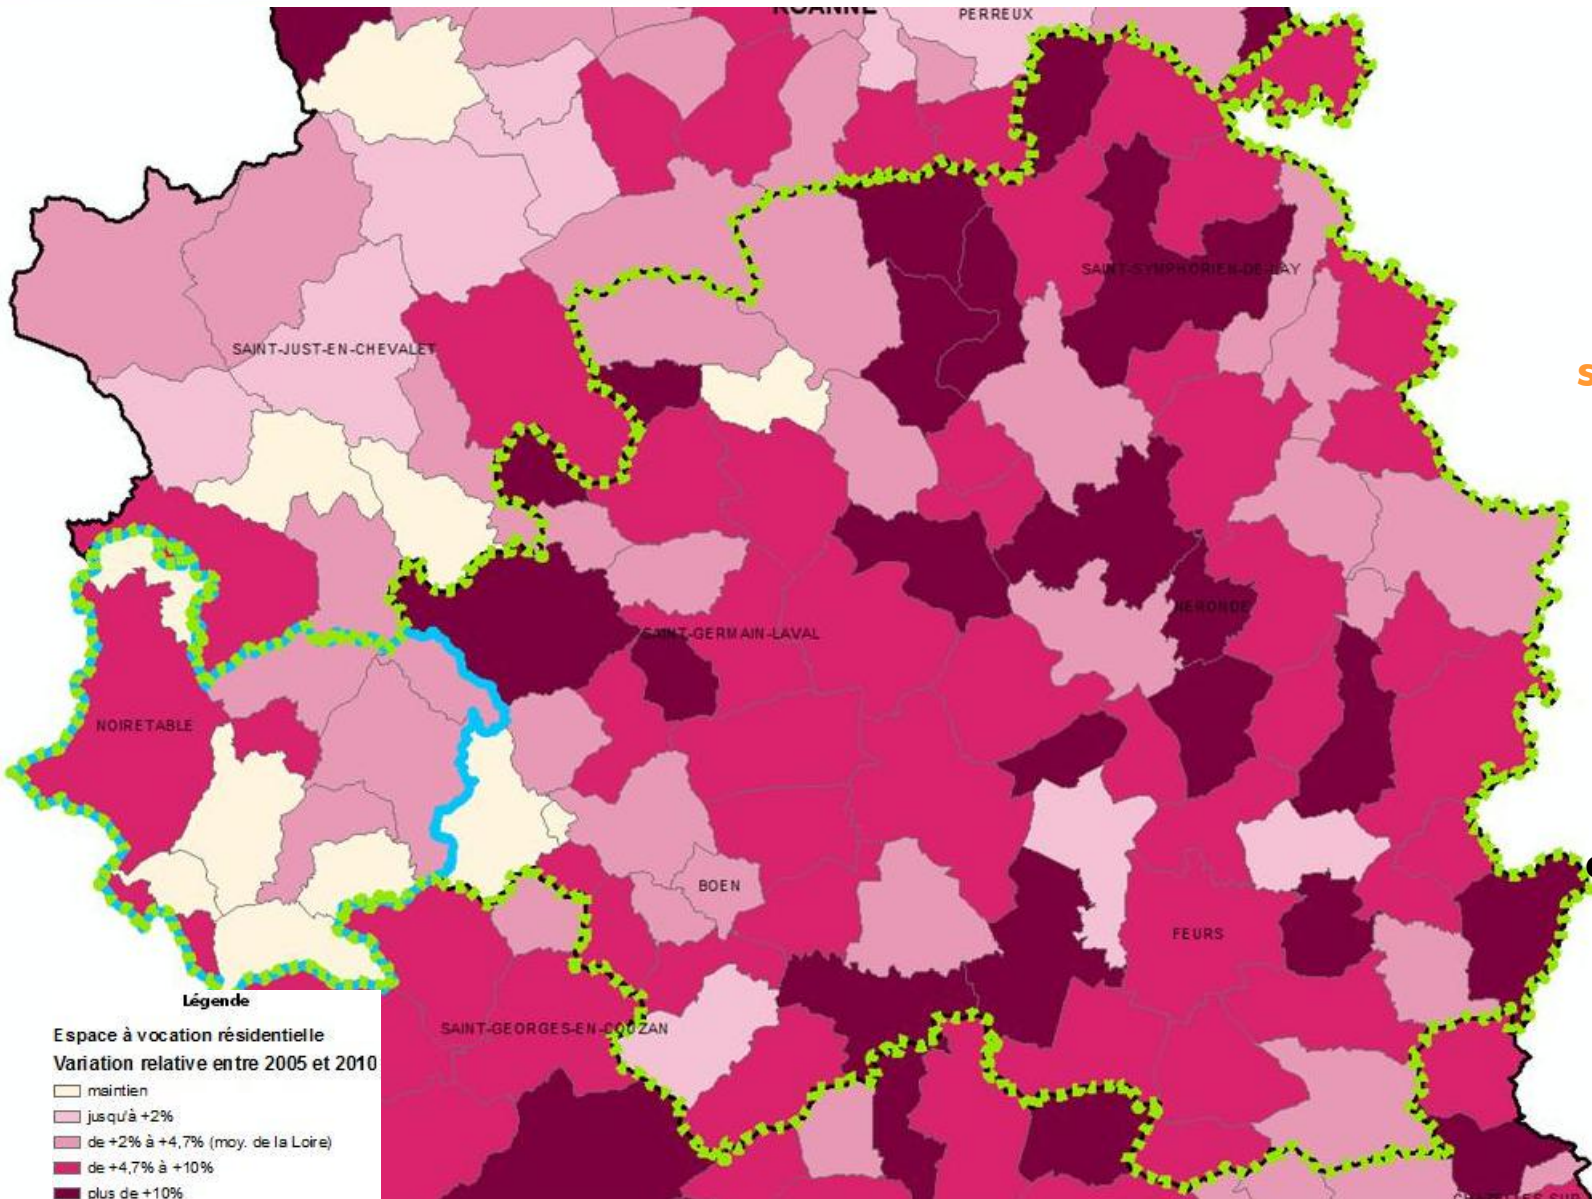 ROANNE
PERREUX
SAINT-SYMPHORIEN-DE-LAY
SAINT-JUST-EN-CHEVALET
s
NERONDE
SAINT-GERMAIN-LAVAL
NOIRETABLE
BOEN
FEURS
SAINT-GEORGES-EN-COUZAN
Légende
Espace à vocation résidentielle
Variation relative entre 2005 et 2010
maintien
jusqu'à +2%
de +2% à +4,7% (moy. de la Loire)
de +4,7% à +10%
plus de +10%